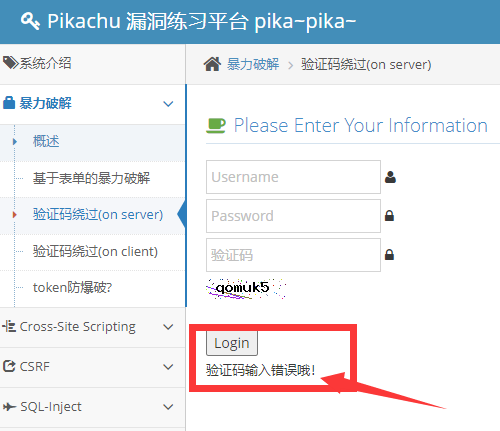 Pikachu 漏洞练习平台 pika~pika~
系统介绍
暴力破解
概述
基于表单的暴力破解
验证码绕过(on server)
验证码绕过(on client)
token防爆破?
Cross-Site Scripting
CSRF
SQL-Inject
暴力破解 > 验证码绕过(on server)
Please Enter Your Information
Username
Password
验证码
qomuk5
Login
验证码输入错误哦!